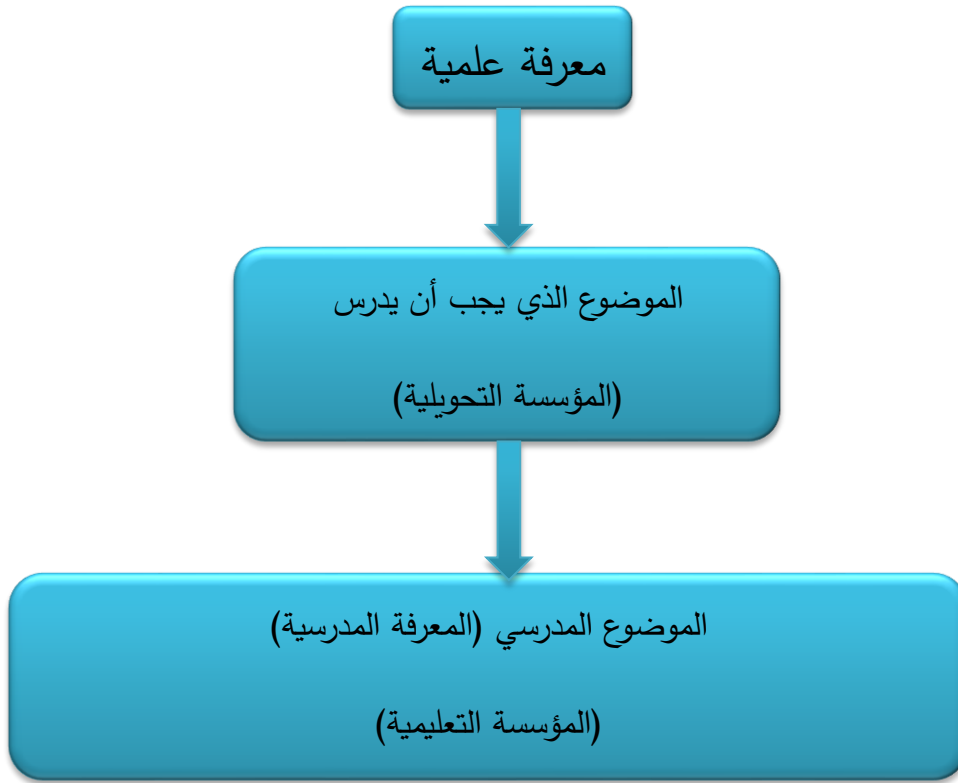 معرفة علمية
الموضوع الذي يجب أن يدرس
(المؤسسة التحويلية)
الموضوع المدرسي (المعرفة المدرسية)
(المؤسسة التعليمية)